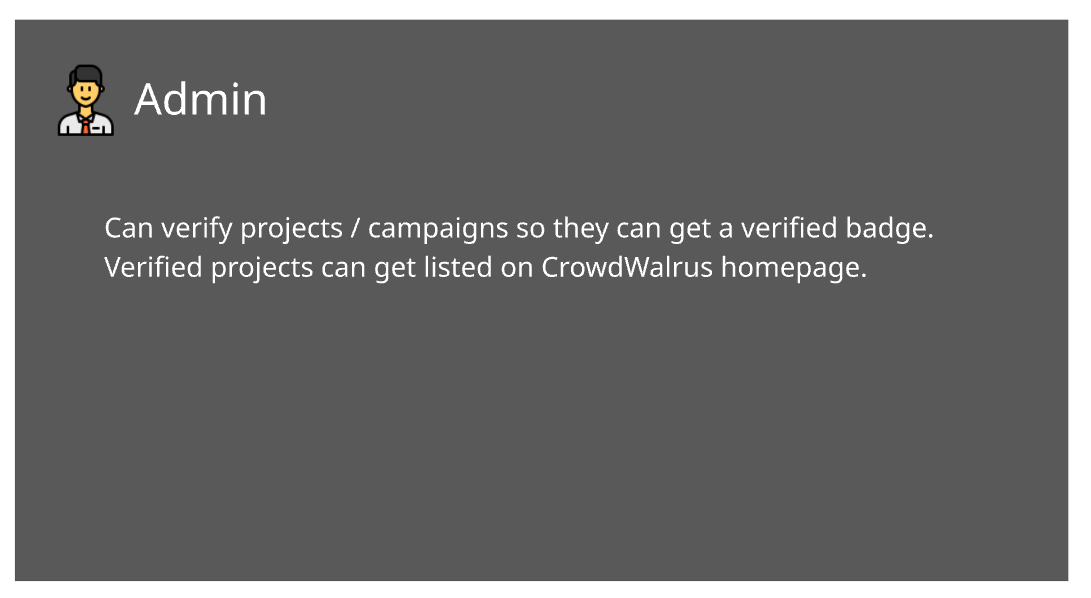 Admin
Can verify projects / campaigns so they can get a verified badge.
Verified projects can get listed on CrowdWalrus homepage.